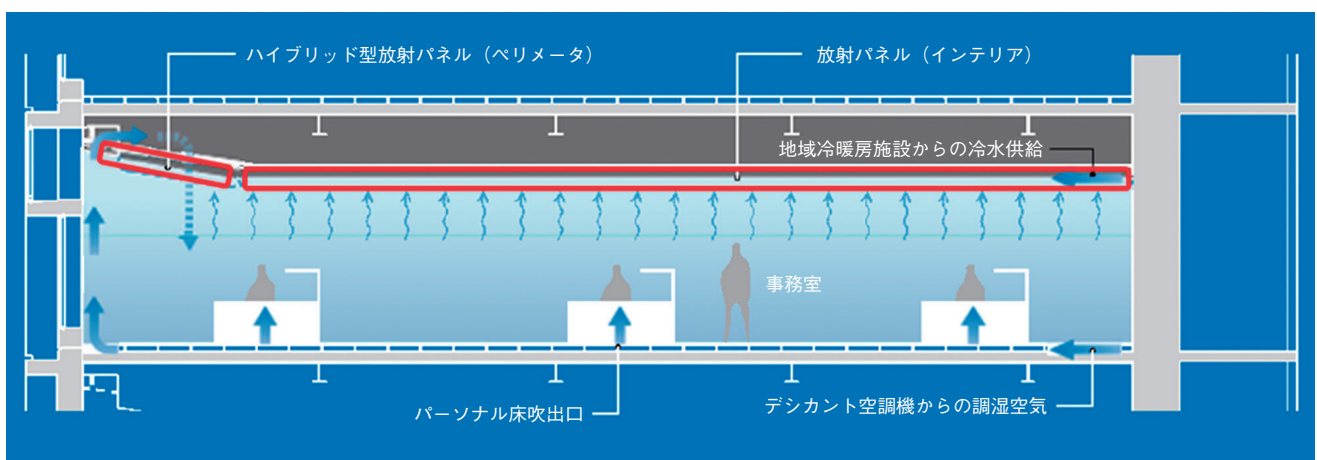 ハイブリッド型放射パネル（ペリメータ）
放射パネル（インテリア）
地域冷暖房施設からの冷水供給
事務室
パーソナル床吹出口
デシカント空調機からの調湿空気